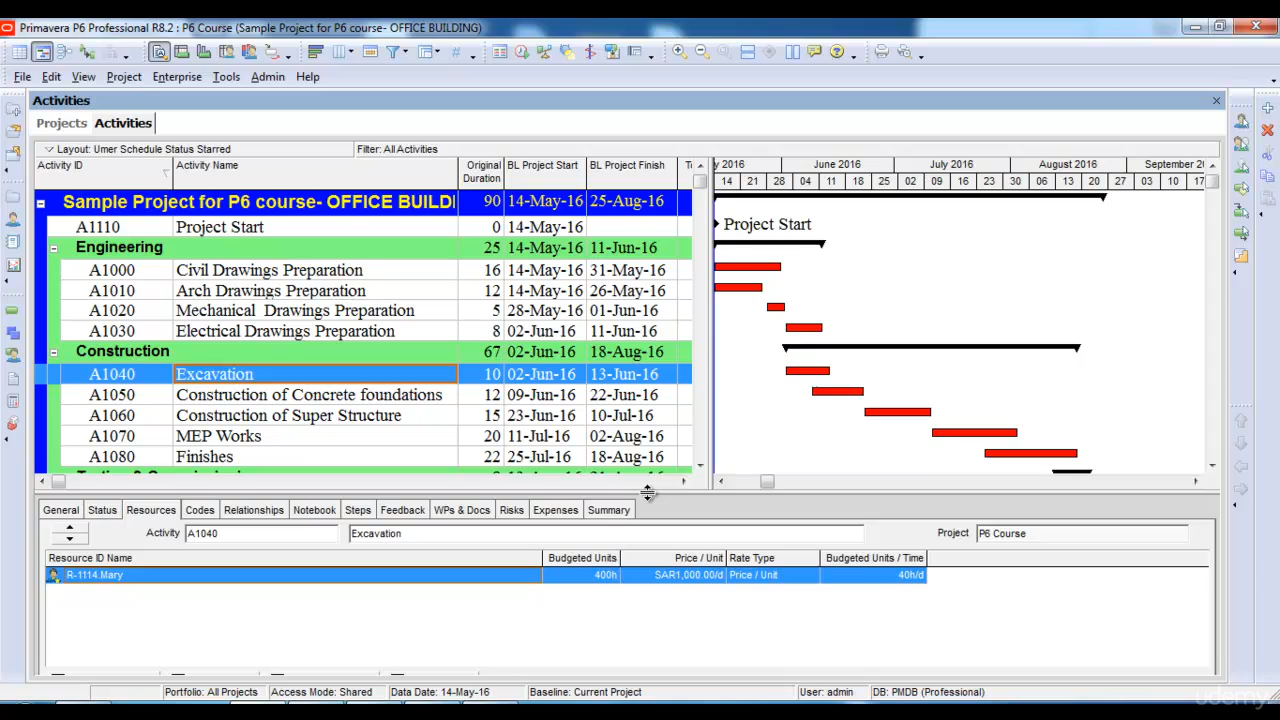 Primavera P6 Professional R8.2 : P6 Course (Sample Project for P6 course- OFFICE BUILDING)
File Edit View Project Enterprise Tools Admin Help
Activities
Projects Activities
Layout: Umer Schedule Status Starred Filter: All Activities
Activity ID Activity Name Original Duration BL Project Start BL Project Finish y 2016 June 2016 July 2016 August 2016
14 21 28 04 11 18 25 02 09 16 23 30 06 13 20 27 03 10 17
Sample Project for P6 course- OFFICE BUILDI 90 14-May-16 25-Aug-16
A1110 Project Start 0 14-May-16 Project Start
Engineering 25 14-May-16 11-Jun-16
A1000 Civil Drawings Preparation 16 14-May-16 31-May-16
A1010 Arch Drawings Preparation 12 14-May-16 26-May-16
A1020 Mechanical Drawings Preparation 5 28-May-16 01-Jun-16
A1030 Electrical Drawings Preparation 8 02-Jun-16 11-Jun-16
Construction 67 02-Jun-16 18-Aug-16
A1040 Excavation 10 02-Jun-16 13-Jun-16
A1050 Construction of Concrete foundations 12 09-Jun-16 22-Jun-16
A1060 Construction of Super Structure 15 23-Jun-16 10-Jul-16
A1070 MEP Works 20 11-Jul-16 02-Aug-16
A1080 Finishes 22 25-Jul-16 18-Aug-16
General Status Resources Codes Relationships Notebook Steps Feedback WPs & Docs Risks Expenses Summary
Activity A1040 Excavation Project P6 Course
Resource ID Name Budgeted Units Price / Unit Rate Type Budgeted Units / Time
R-1114.Mary 400h SAR1,000.00/d Price / Unit 40h/d
Portfolio: All Projects Access Mode: Shared Data Date: 14-May-16 Baseline: Current Project User: admin DB: PMDB (Professional)
udemy